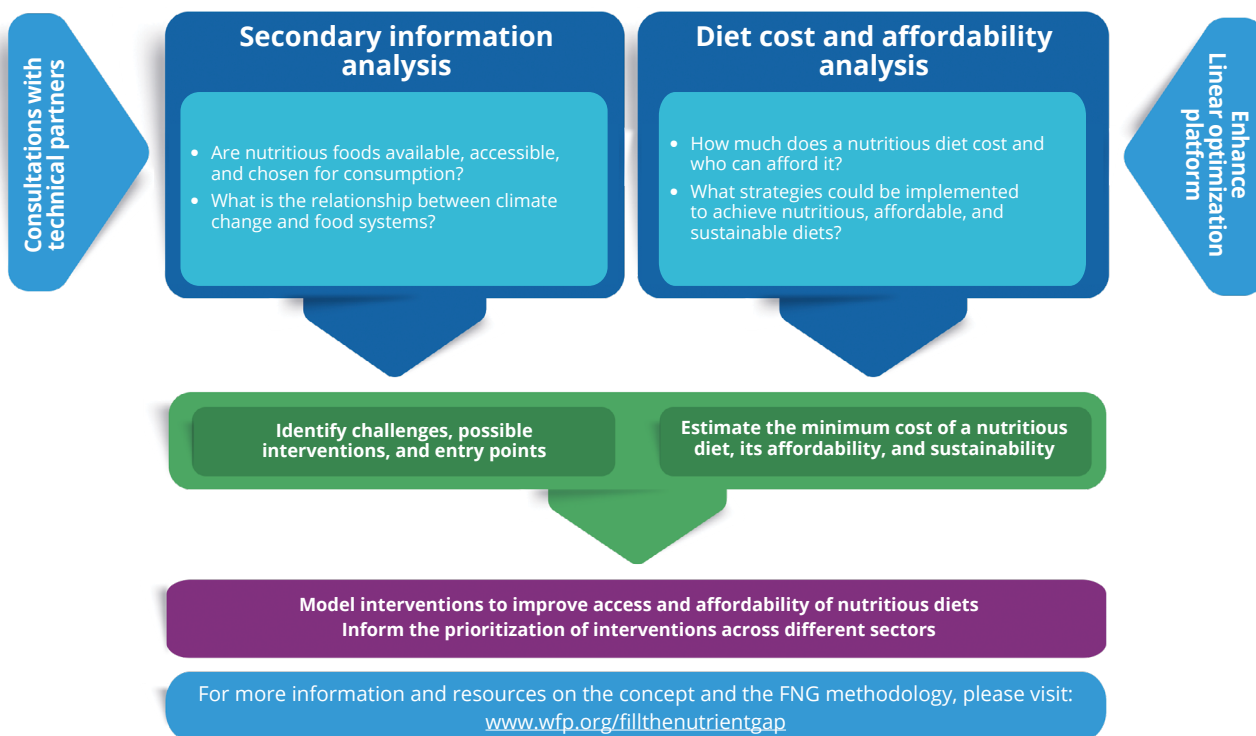 Consultations with
technical partners
Secondary information
analysis
• Are nutritious foods available, accessible,
and chosen for consumption?
• What is the relationship between climate
change and food systems?
Diet cost and affordability
analysis
• How much does a nutritious diet cost and
who can afford it?
• What strategies could be implemented
to achieve nutritious, affordable, and
sustainable diets?
Enhance
Linear optimization
platform
Identify challenges, possible
interventions, and entry points
Estimate the minimum cost of a nutritious
diet, its affordability, and sustainability
Model interventions to improve access and affordability of nutritious diets
Inform the prioritization of interventions across different sectors
For more information and resources on the concept and the FNG methodology, please visit:
www.wfp.org/fillthenutrientgap